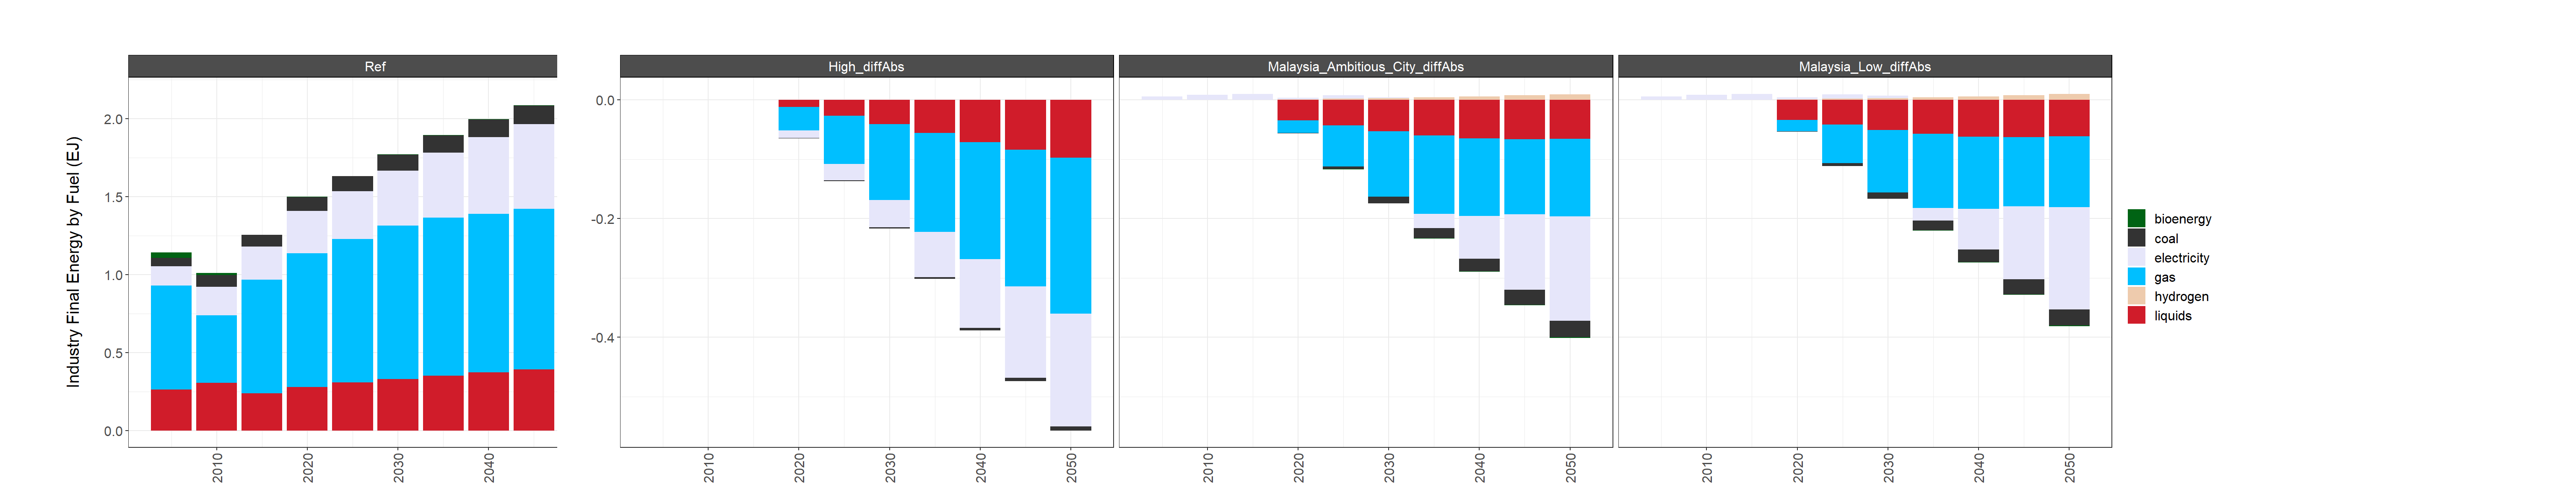 Ref
High_diffAbs
Malaysia_Ambitious_City_diffAbs
Malaysia_Low_diffAbs
Industry Final Energy by Fuel (EJ)
2.0
1.5
1.0
0.5
0.0
0.0
-0.2
-0.4
2010
2020
2030
2040
2010
2020
2030
2040
2050
2010
2020
2030
2040
2050
2010
2020
2030
2040
2050
bioenergy
coal
electricity
gas
hydrogen
liquids